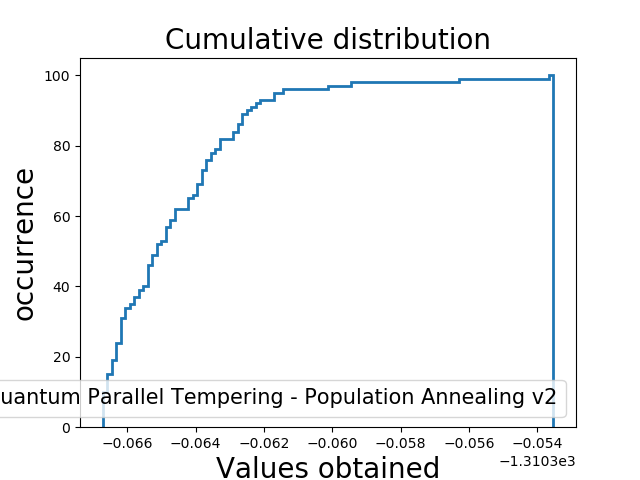 Cumulative distribution
occurrence
100
80
60
40
20
0
Parallel Tempering - Population Annealing v2
−0.066 −0.064 −0.062 −0.060 −0.058 −0.056 −0.054
−1.3103e3
Values obtained